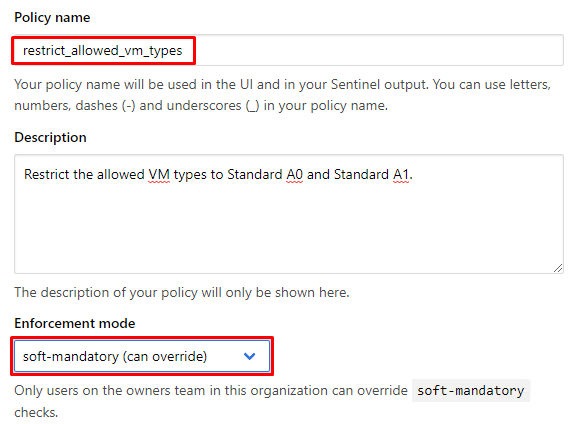 Policy name
restrict_allowed_vm_types
Your policy name will be used in the UI and in your Sentinel output. You can use letters,
numbers, dashes (-) and underscores (_) in your policy name.
Description
Restrict the allowed VM types to Standard A0 and Standard A1.
The description of your policy will only be shown here.
Enforcement mode
soft-mandatory (can override)
Only users on the owners team in this organization can override soft-mandatory
checks.